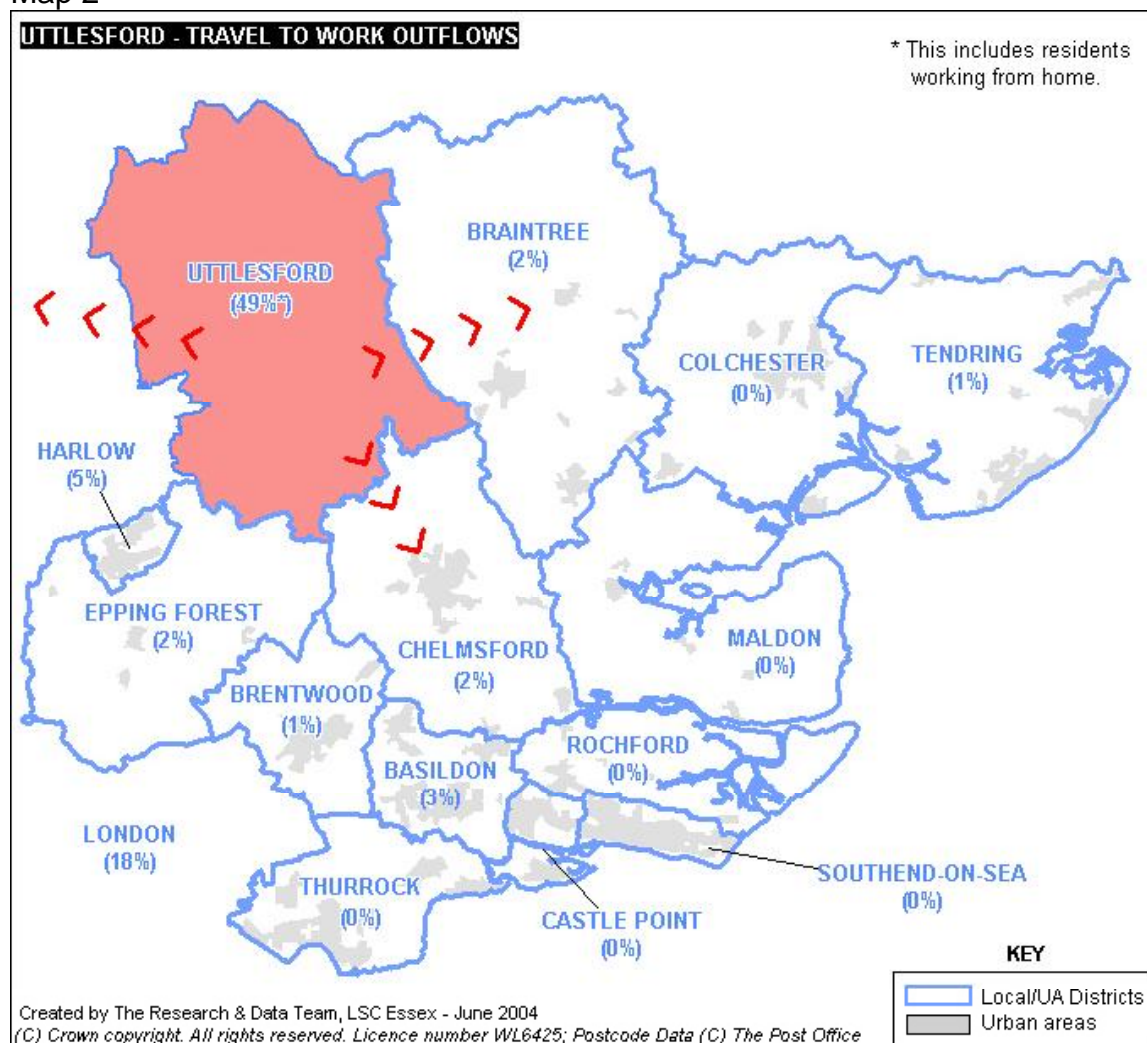 Map 2
UTTLESFORD - TRAVEL TO WORK OUTFLOWS
* This includes residents
working from home.
BRAINTREE
(2%)
UTTLESFORD
(49%*)
COLCHESTER
(0%)
TENDRING
(1%)
HARLOW
(5%)
EPPING FOREST
(2%)
CHELMSFORD
(2%)
MALDON
(0%)
BRENTWOOD
(1%)
ROCHFORD
(0%)
BASILDON
(3%)
LONDON
(18%)
THURROCK
(0%)
SOUTHEND-ON-SEA
(0%)
CASTLE POINT
(0%)
KEY
Local/UA Districts
Urban areas
Created by The Research & Data Team, LSC Essex - June 2004
(C) Crown copyright. All rights reserved. Licence number WL6425; Postcode Data (C) The Post Office